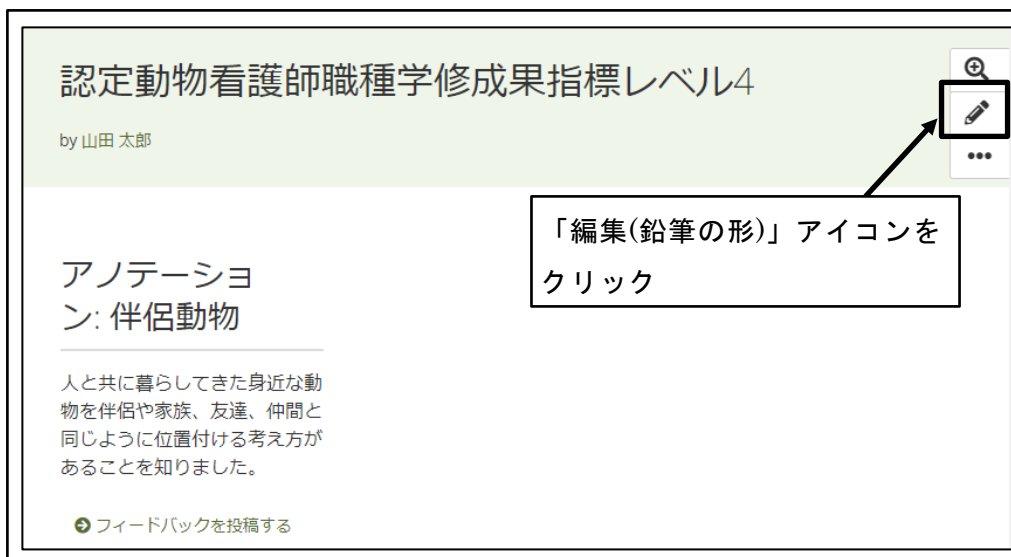 認定動物看護師職種学修成果指標レベル4
by 山田 太郎
「編集(鉛筆の形)」アイコンを
クリック
アノテーショ
ン: 伴侶動物
人と共に暮らしてきた身近な動
物を伴侶や家族、友達、仲間と
同じように位置付ける考え方が
あることを知りました。
フィードバックを投稿する